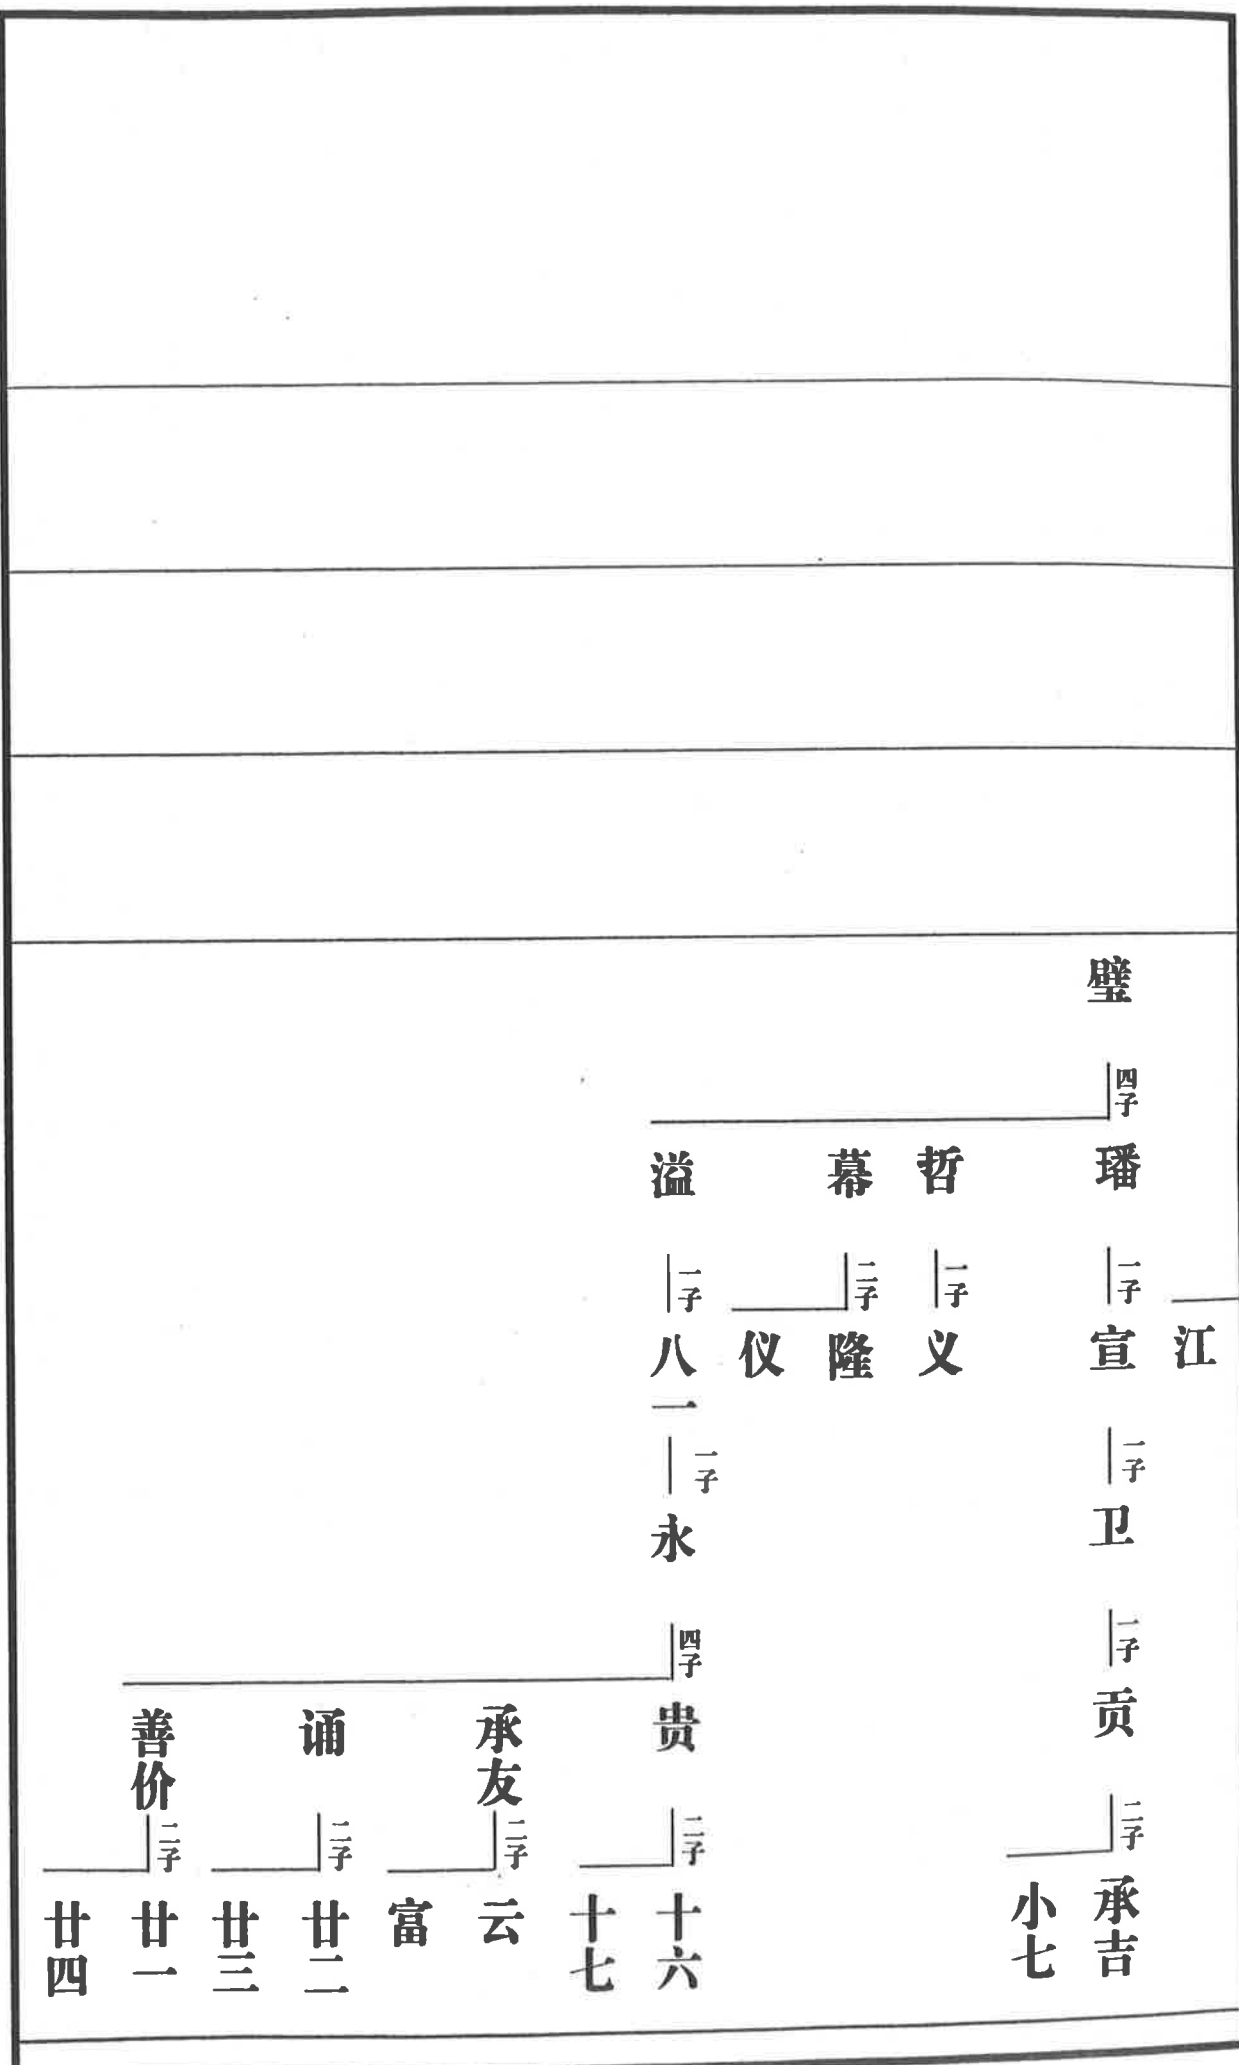 璧
四子
江
璠 哲 幕 溢
一子 一子 二子 一子
宣 义 隆 仪 八一
一子 一子
卫 永
一子 四子
贡 贵 承友 诵 善价
二子 二子 二子 二子 二子
承吉 小七 十六 十七 云 富 廿二 廿三 廿一 廿四